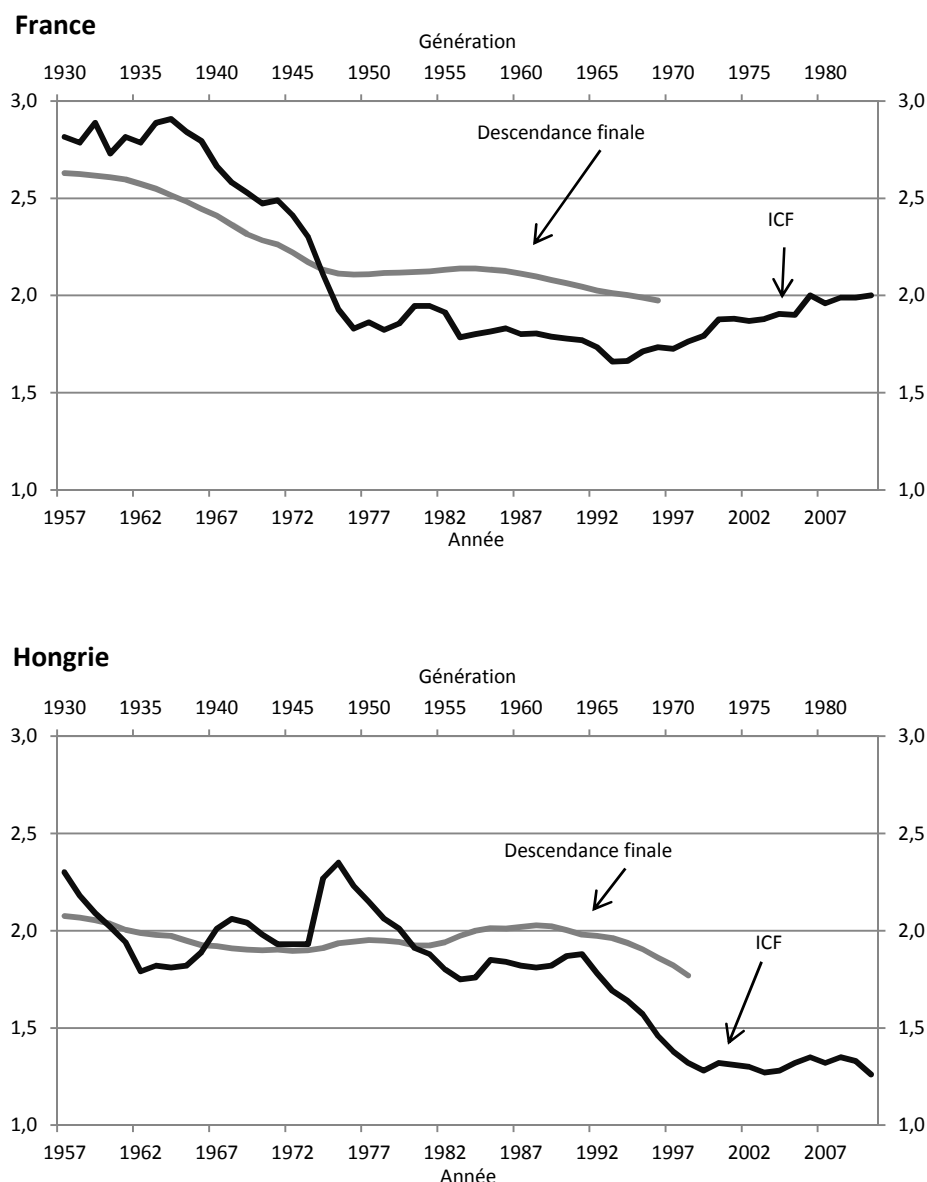 France
Génération
1930 1935 1940 1945 1950 1955 1960 1965 1970 1975 1980
3,0 3,0
Descendance finale
2,5 2,5
ICF
2,0 2,0
1,5 1,5
1,0 1,0
1957 1962 1967 1972 1977 1982 1987 1992 1997 2002 2007
Année
Hongrie
Génération
1930 1935 1940 1945 1950 1955 1960 1965 1970 1975 1980
3,0 3,0
2,5 2,5
Descendance finale
2,0 2,0
ICF
1,5 1,5
1,0 1,0
1957 1962 1967 1972 1977 1982 1987 1992 1997 2002 2007
Année